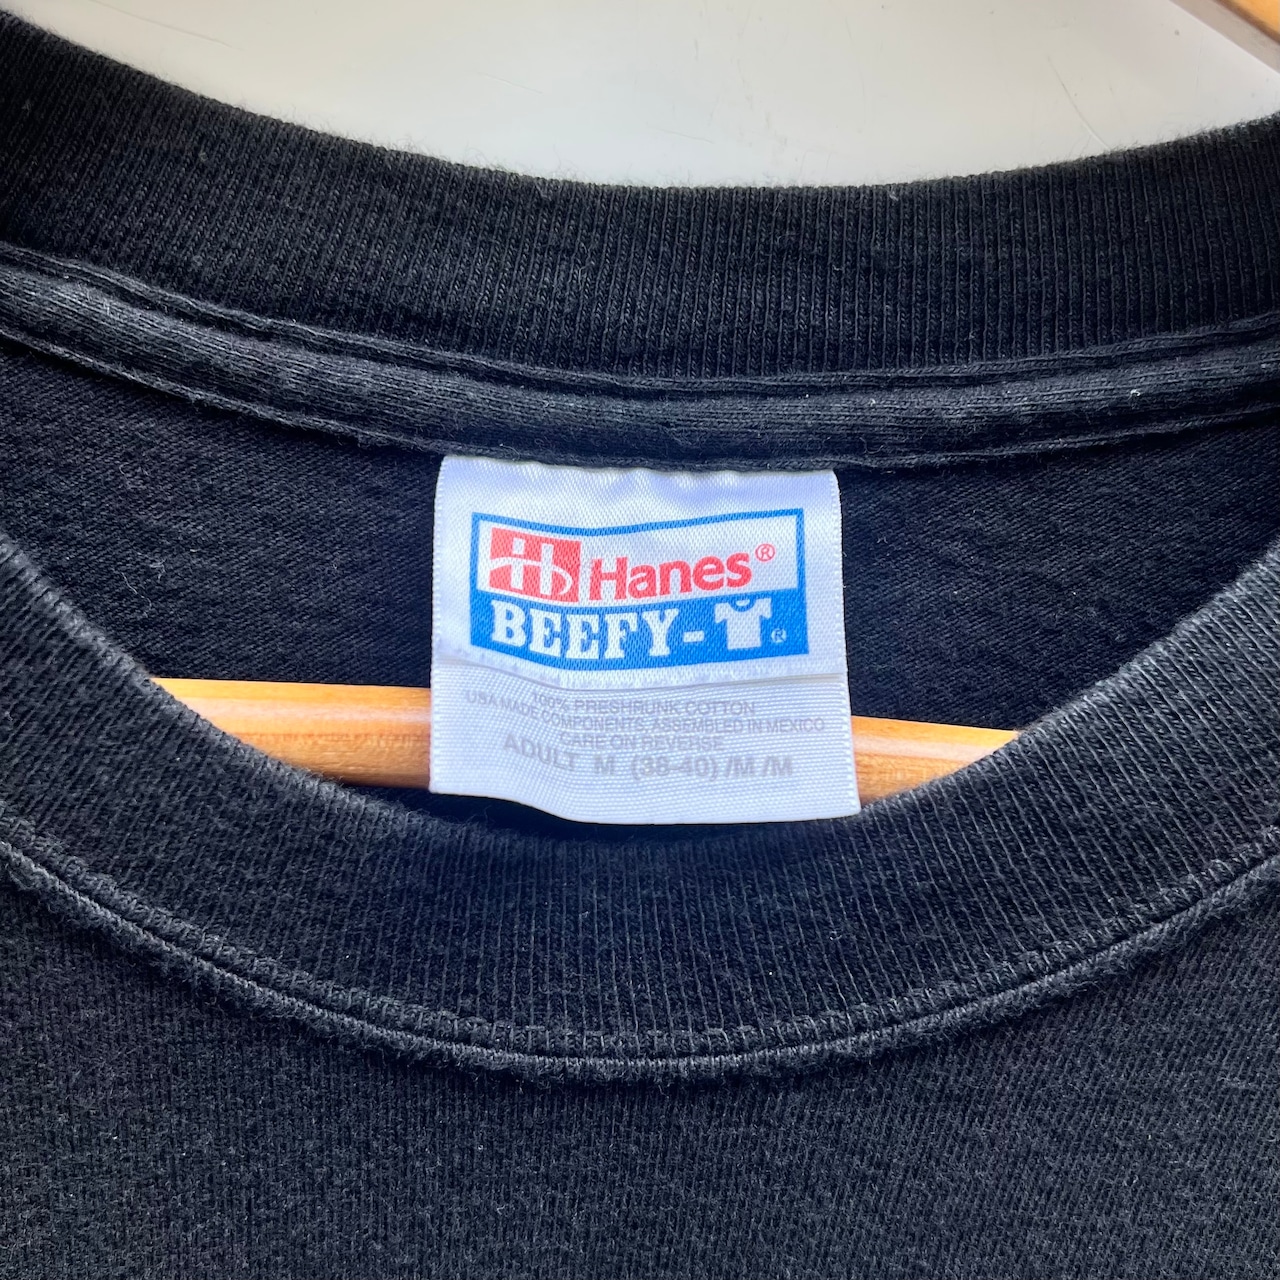 Hanes®
BEEFY-®
100% PRESHRUNK COTTON
USA MADE COMPONENTS, ASSEMBLED IN MEXICO
CARE ON REVERSE
ADULT M (38-40) /M /M